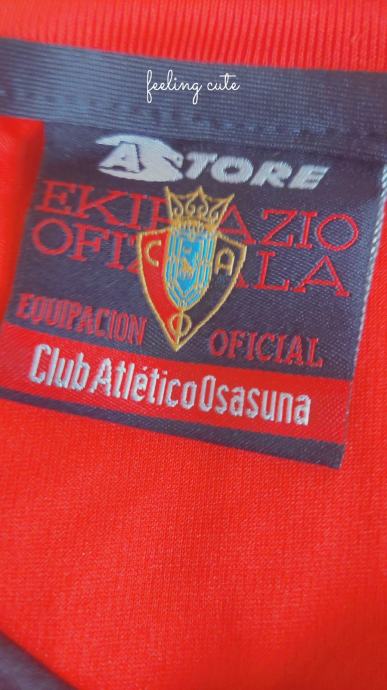 feeling cute
ASTORE
EKIPAZIO
OFIZIALA
EQUIPACION OFICIAL
C A
O
Club Atlético Osasuna